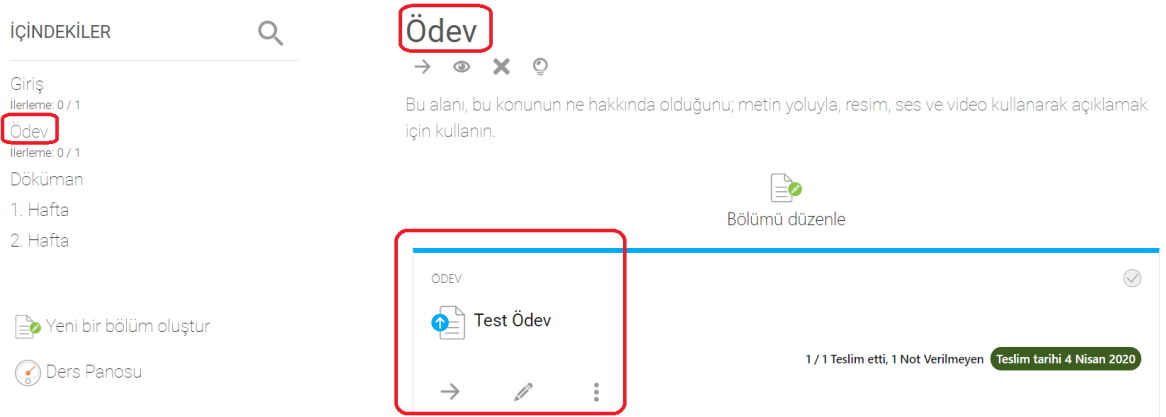 İÇİNDEKİLER
Giriş
İlerleme: 0 / 1
Ödev
İlerleme: 0 / 1
Döküman
1. Hafta
2. Hafta
Yeni bir bölüm oluştur
Ders Panosu
Ödev
Bu alanı, bu konunun ne hakkında olduğunu; metin yoluyla, resim, ses ve video kullanarak açıklamak
için kullanın.
Bölümü düzenle
ÖDEV
Test Ödev
1 / 1 Teslim etti, 1 Not Verilmeyen Teslim tarihi 4 Nisan 2020